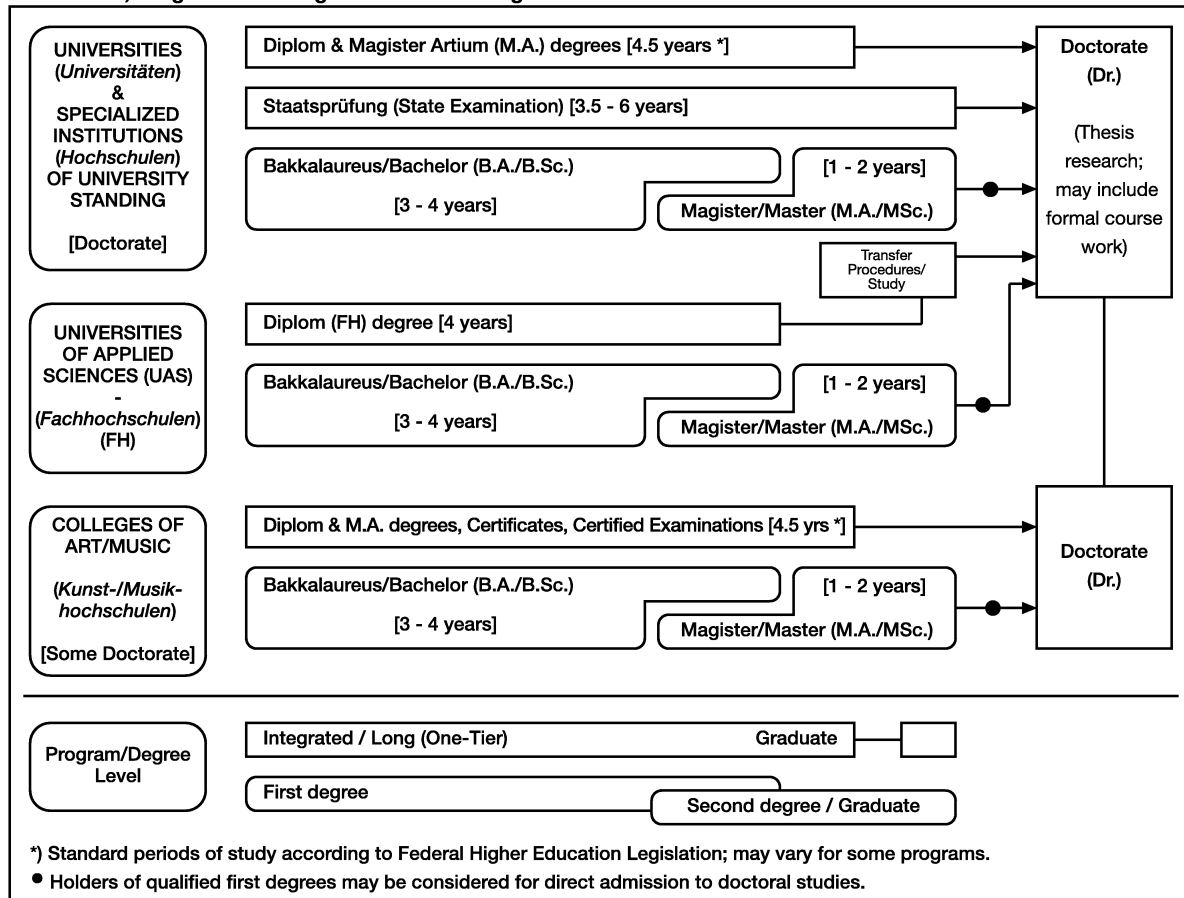 UNIVERSITIES
(Universitäten)
&
SPECIALIZED
INSTITUTIONS
(Hochschulen)
OF UNIVERSITY
STANDING
[Doctorate]
Diplom & Magister Artium (M.A.) degrees [4.5 years *]
Staatsprüfung (State Examination) [3.5 - 6 years]
Bakkalaureus/Bachelor (B.A./B.Sc.)
[3 - 4 years]
[1 - 2 years]
Magister/Master (M.A./MSc.)
Transfer
Procedures/
Study
Doctorate
(Dr.)
(Thesis
research;
may include
formal course
work)
UNIVERSITIES
OF APPLIED
SCIENCES (UAS)
-
(Fachhochschulen)
(FH)
Diplom (FH) degree [4 years]
Bakkalaureus/Bachelor (B.A./B.Sc.)
[3 - 4 years]
[1 - 2 years]
Magister/Master (M.A./MSc.)
COLLEGES OF
ART/MUSIC
(Kunst-/Musik-
hochschulen)
[Some Doctorate]
Diplom & M.A. degrees, Certificates, Certified Examinations [4.5 yrs *]
Bakkalaureus/Bachelor (B.A./B.Sc.)
[3 - 4 years]
[1 - 2 years]
Magister/Master (M.A./MSc.)
Doctorate
(Dr.)
Program/Degree
Level
Integrated / Long (One-Tier) Graduate
First degree
Second degree / Graduate
*) Standard periods of study according to Federal Higher Education Legislation; may vary for some programs.
● Holders of qualified first degrees may be considered for direct admission to doctoral studies.